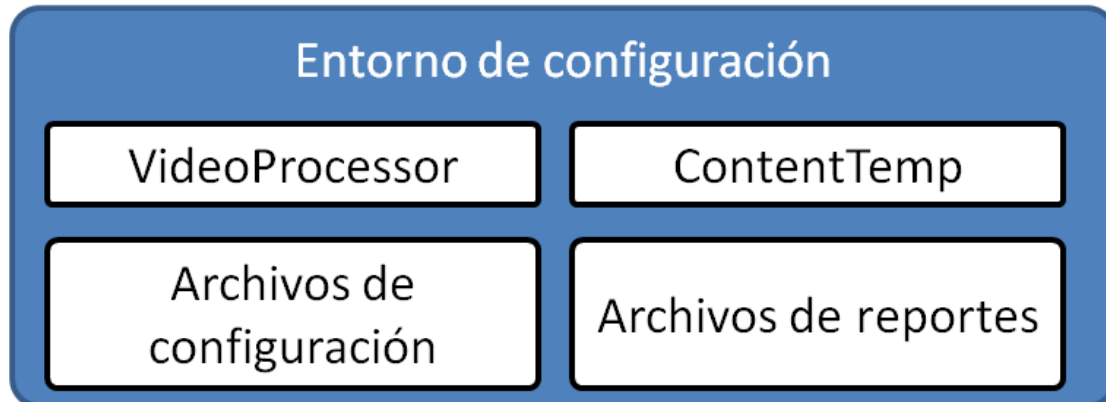 Entorno de configuración
VideoProcessor
ContentTemp
Archivos de
configuración
Archivos de reportes